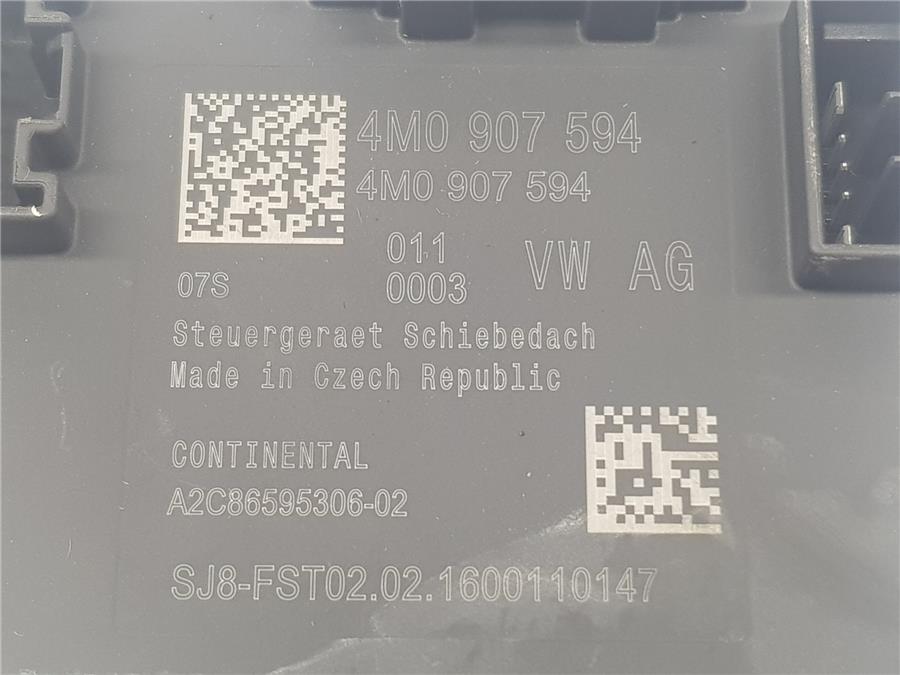 4M0 907 594
4M0 907 594
011
07S 0003 VW AG
Steuergeraet Schiebedach
Made in Czech Republic
CONTINENTAL
A2C86595306-02
SJ8-FST02.02.1600110147